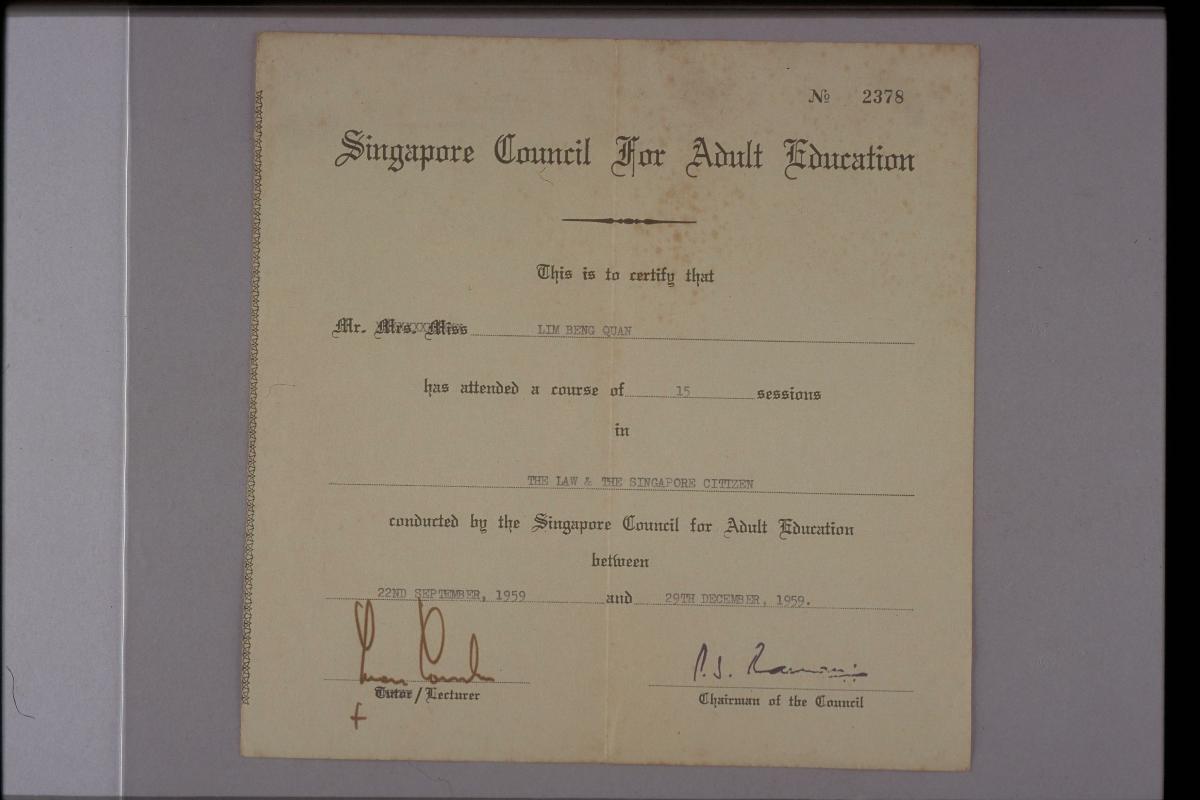 № 2378
Singapore Council For Adult Education
This is to certify that
Mr. Mrs. Miss LIM BENG QUAN
has attended a course of 15 sessions
in
THE LAW & THE SINGAPORE CITIZEN
conducted by the Singapore Council for Adult Education
between
22ND SEPTEMBER, 1959 and 29TH DECEMBER, 1959.
Tutor / Lecturer
Chairman of the Council